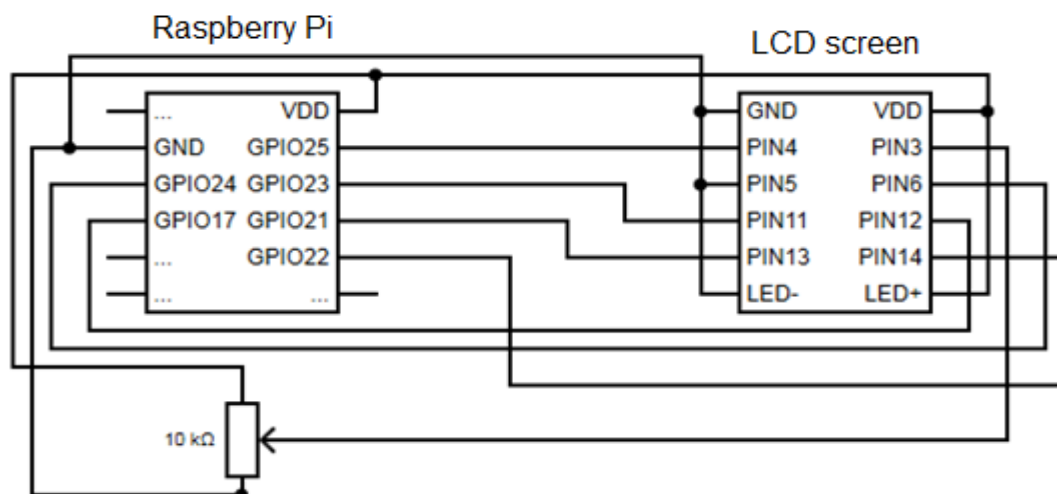 Raspberry Pi
LCD screen
... VDD
GND GPIO25
GPIO24 GPIO23
GPIO17 GPIO21
... GPIO22
... ...
GND VDD
PIN4 PIN3
PIN5 PIN6
PIN11 PIN12
PIN13 PIN14
LED- LED+
10 kΩ